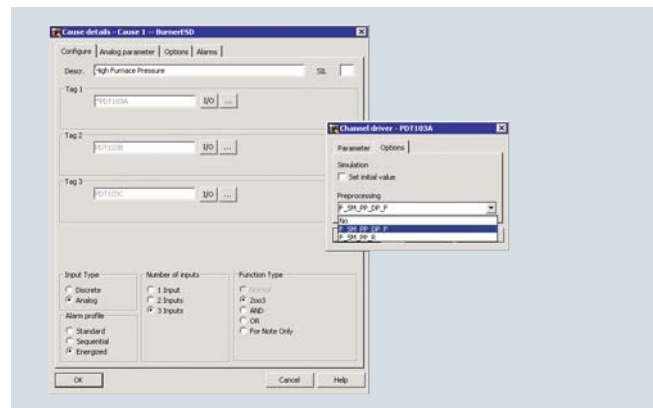 Cause details - Cause 1 -- BurnerESD
Configure Analog parameter Options Alarms
Descr. High Furnace Pressure SIL
Tag 1
PDT103A I/O ...
Tag 2
PDT103B I/O ...
Tag 3
PDT103C I/O ...
Input Type
Discrete
Analog
Alarm profile
Standard
Sequential
Energized
Number of inputs
1 Input
2 Inputs
3 Inputs
Function Type
Normal
2oo3
AND
OR
For Note Only
OK Cancel Help
Channel driver - PDT103A
Parameter Options
Simulation
Set initial value
Preprocessing
F_SM_PP_DP_F
No
F_SM_PP_DP_F
F_SM_PP_R